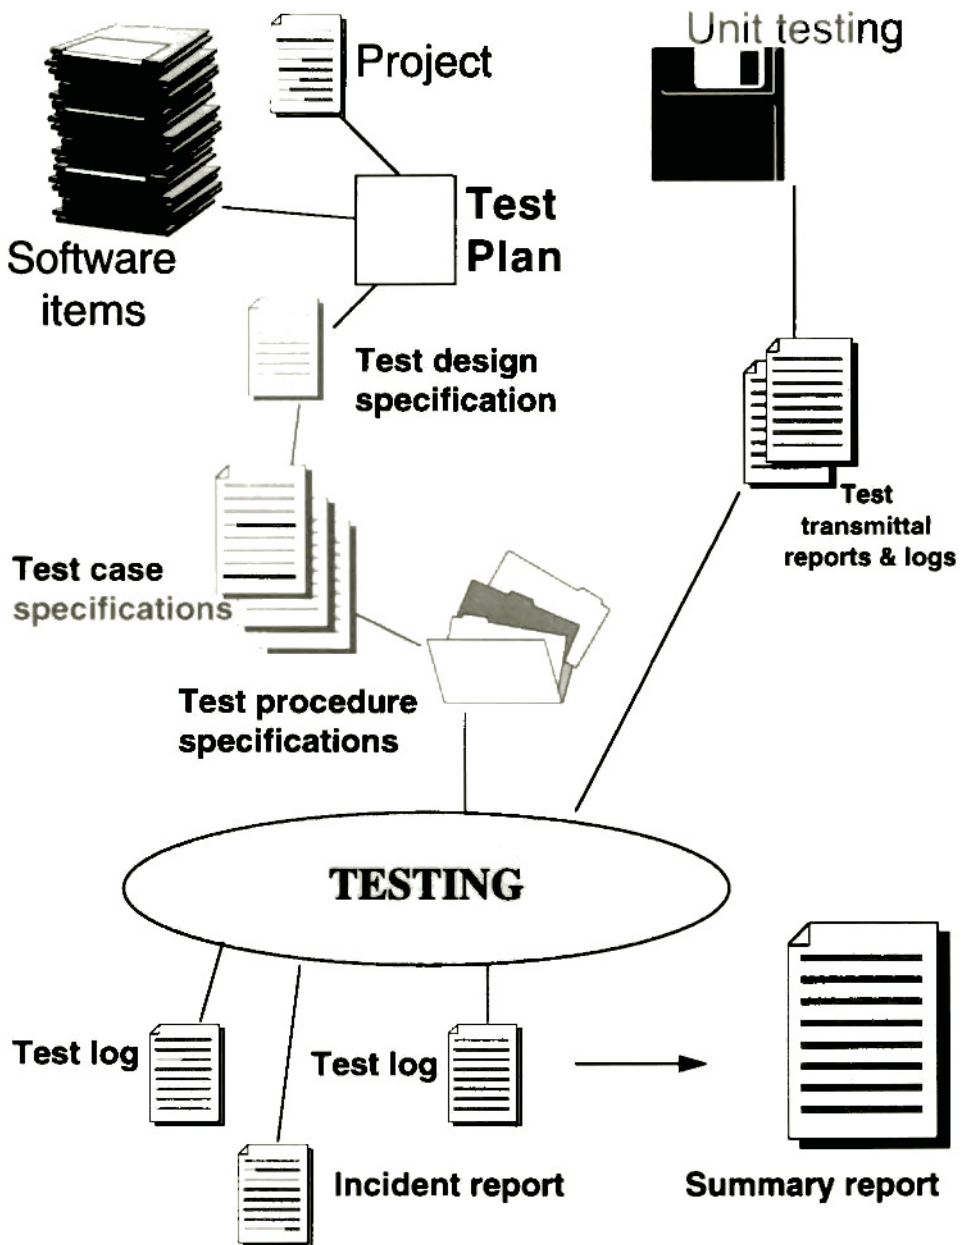 Project
Unit testing
Test
Plan
Software
items
Test design
specification
Test
transmittal
reports & logs
Test case
specifications
Test procedure
specifications
TESTING
Test log
Test log
Incident report
Summary report